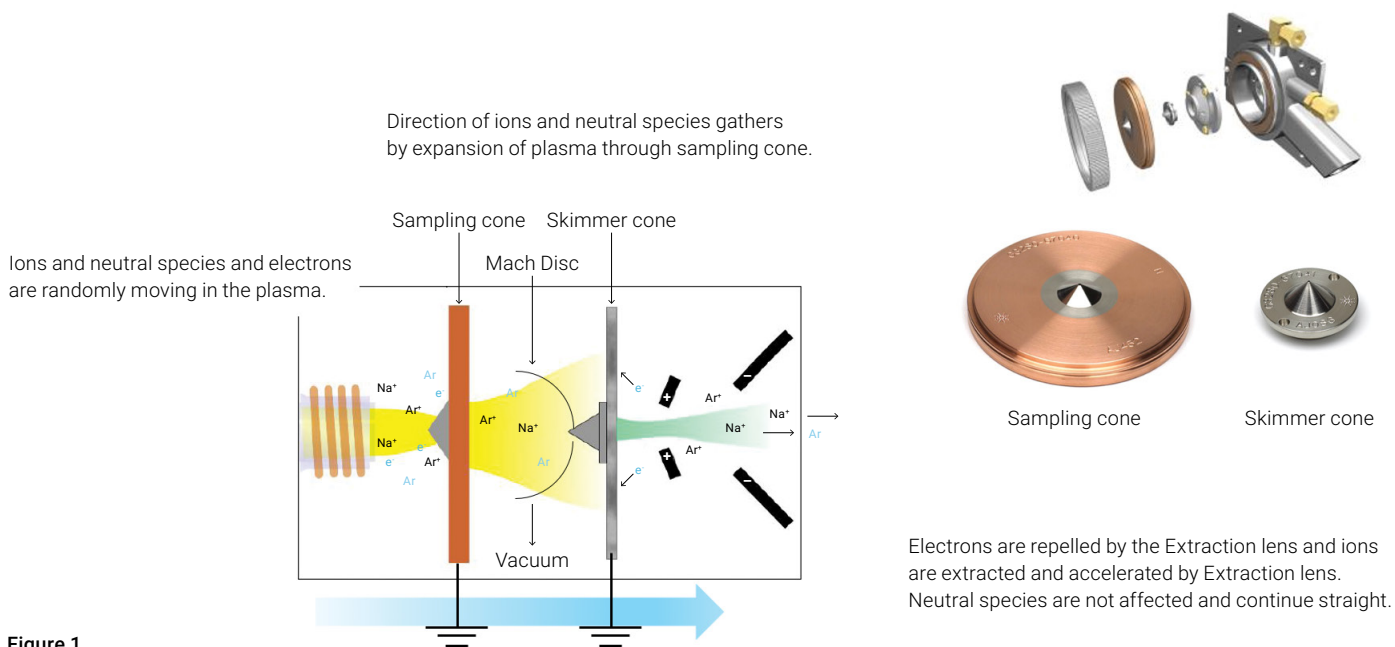 Direction of ions and neutral species gathers
by expansion of plasma through sampling cone.
Sampling cone
Skimmer cone
Ions and neutral species and electrons
are randomly moving in the plasma.
Mach Disc
Na⁺
Ar
e⁻
Ar⁺
Na⁺
e
e⁻
Ar⁺
Ar
Ar
Ar⁺
Na⁺
Ar
Vacuum
e⁻
e⁻
+
+
Ar⁺
Na⁺
Ar⁺
−
−
Na⁺
Ar
Sampling cone
Skimmer cone
Electrons are repelled by the Extraction lens and ions
are extracted and accelerated by Extraction lens.
Neutral species are not affected and continue straight.
Figure 1